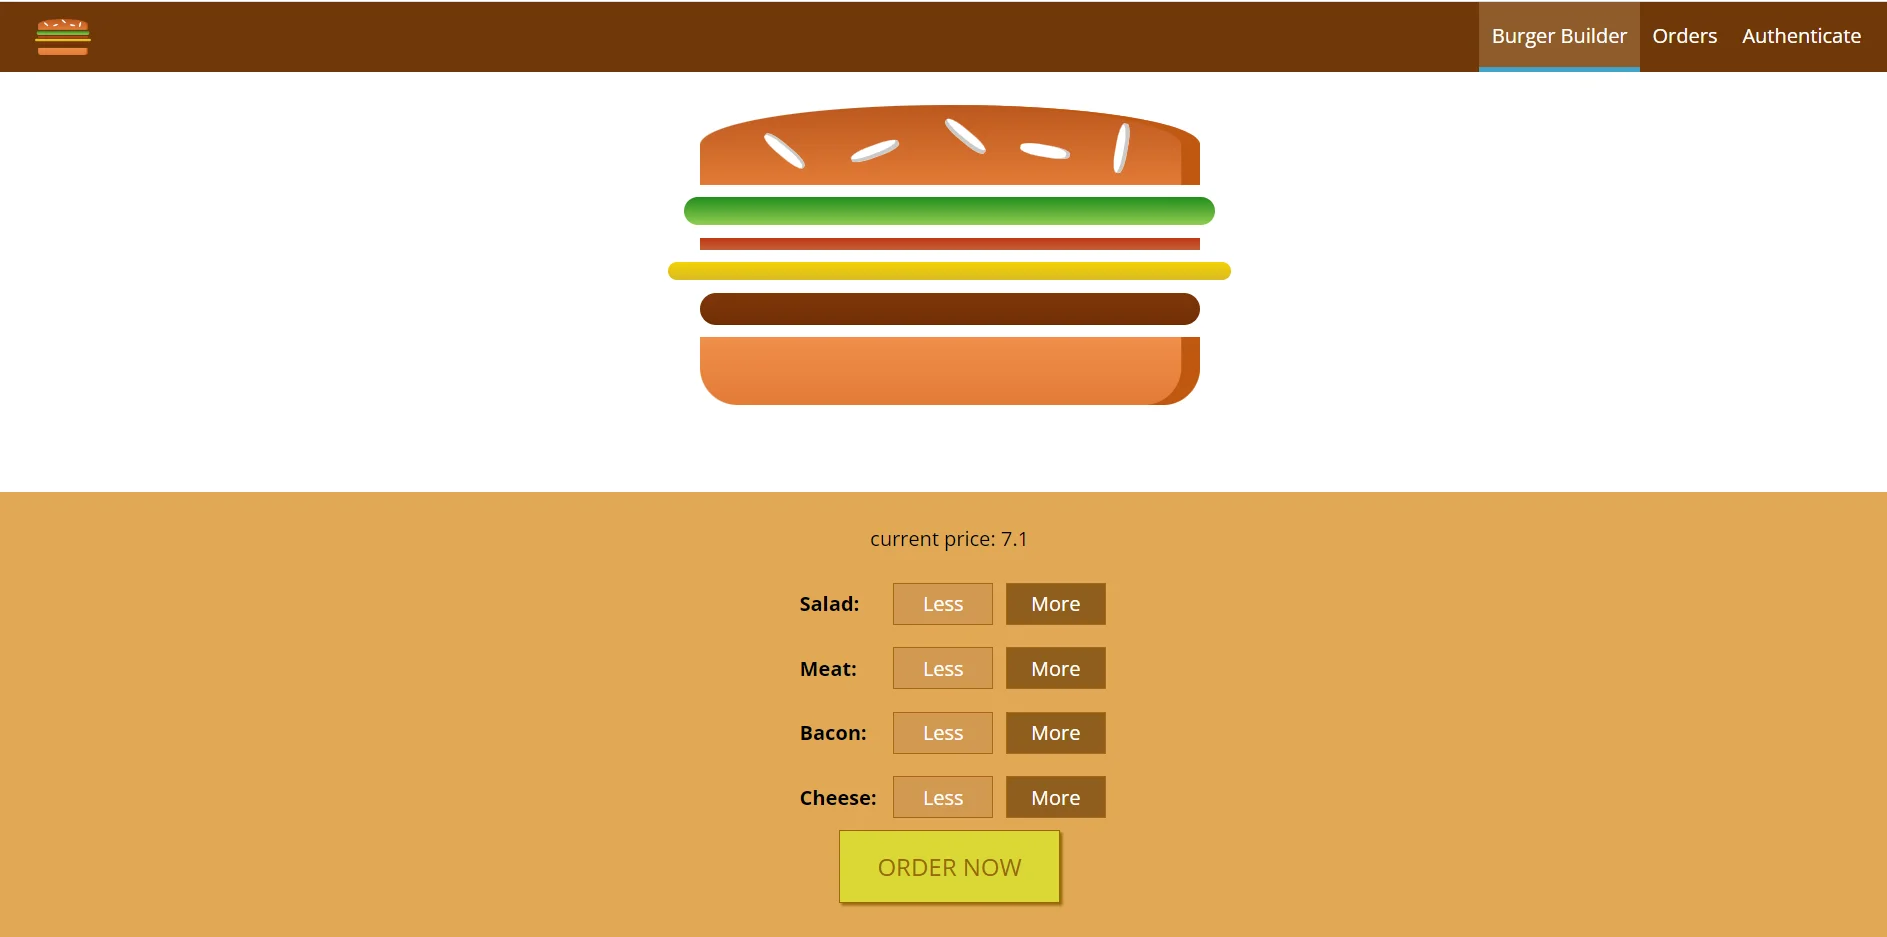 Burger Builder Orders Authenticate
current price: 7.1
Salad: Less More
Meat: Less More
Bacon: Less More
Cheese: Less More
ORDER NOW